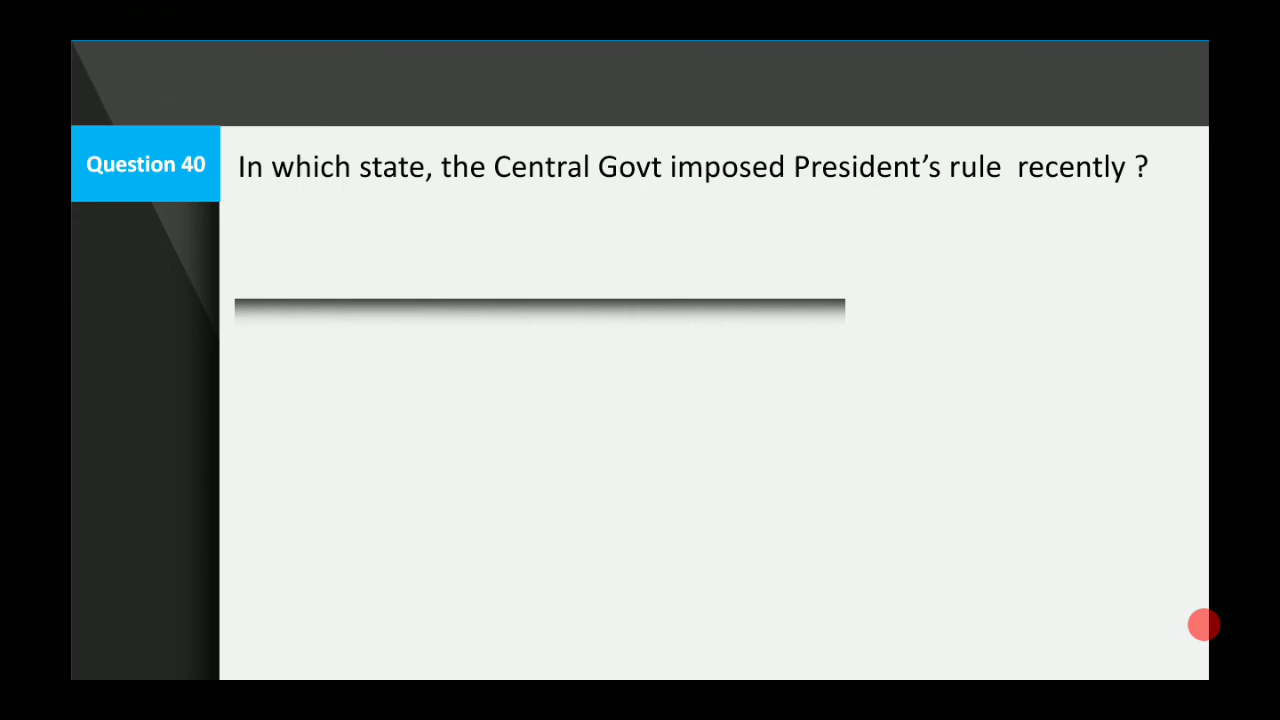 Question 40
In which state, the Central Govt imposed President’s rule  recently ?